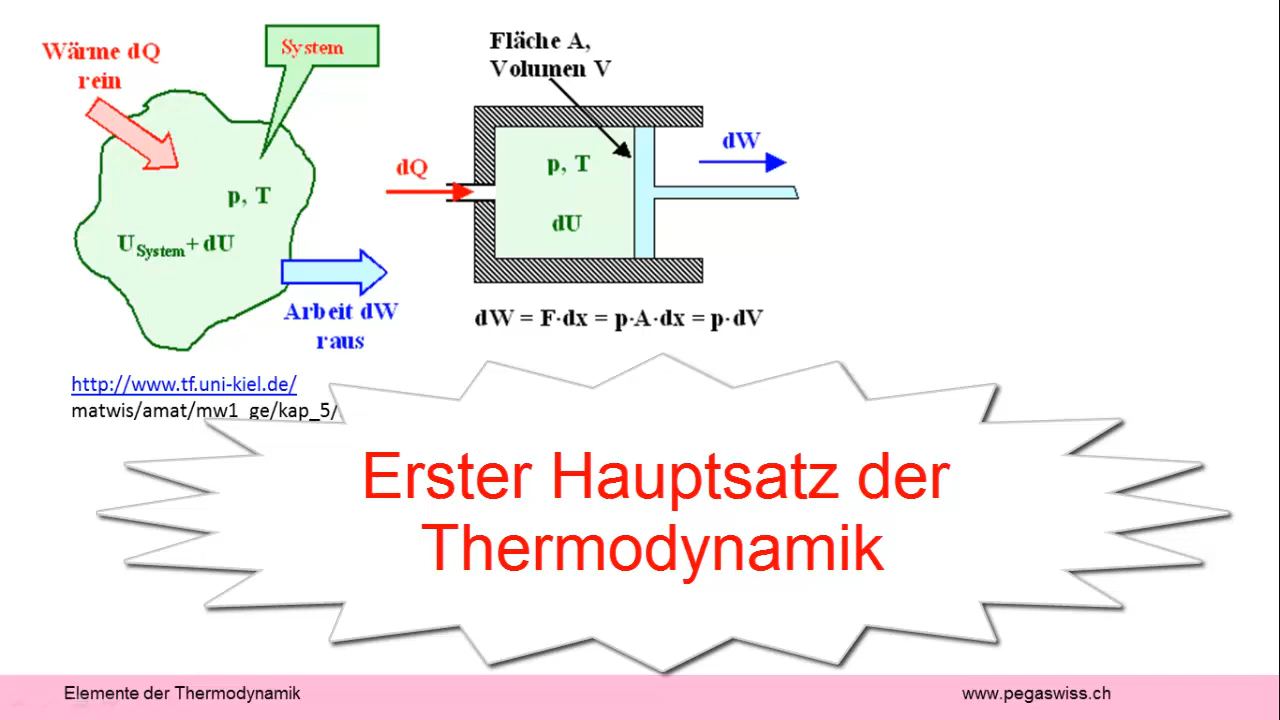 Wärme dQ
rein
System
p, T
U System + dU
Arbeit dW
raus
Fläche A,
Volumen V
dQ
p, T
dU
dW
dW = F·dx = p·A·dx = p·dV
http://www.tf.uni-kiel.de/
matwis/amat/mw1_ge/kap_5/
Erster Hauptsatz der
Thermodynamik
Elemente der Thermodynamik
www.pegaswiss.ch